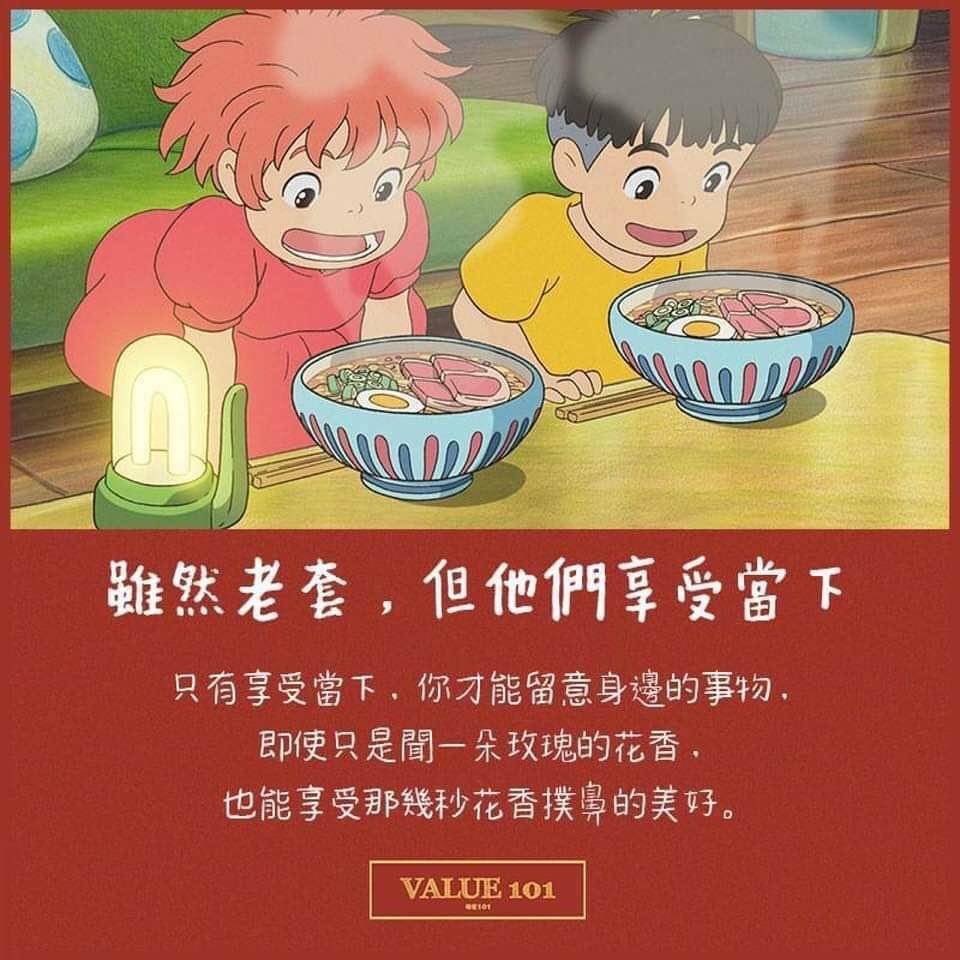 雖然老套，但他們享受當下
只有享受當下，你才能留意身邊的事物，
即使只是聞一朵玫瑰的花香，
也能享受那幾秒花香撲鼻的美好。
VALUE 101